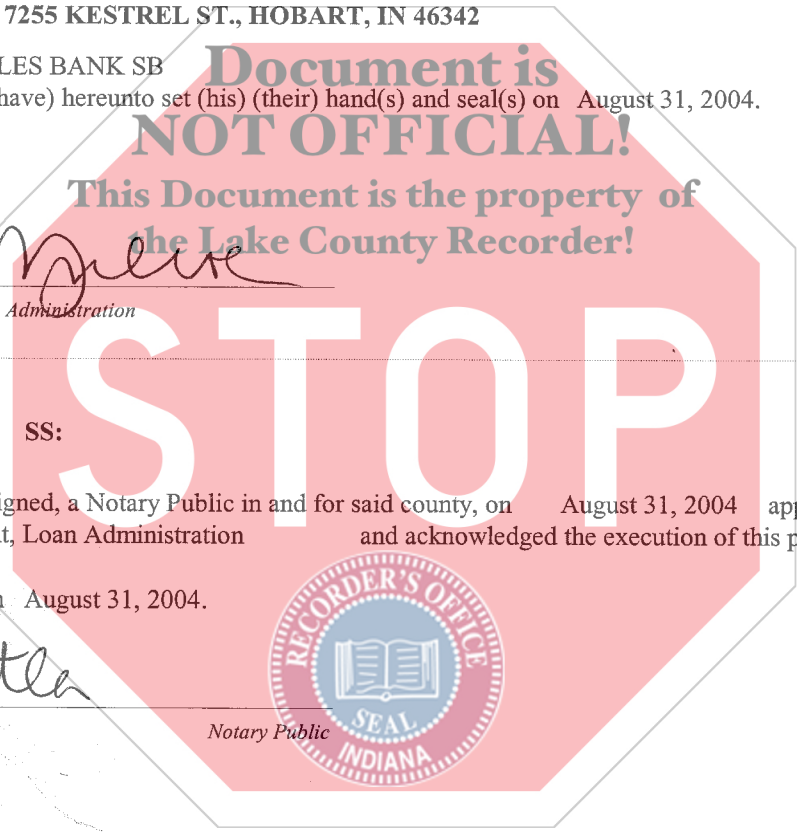 7255 KESTREL ST., HOBART, IN 46342
LES BANK SB
Document is
have) hereunto set (his) (their) hand(s) and seal(s) on August 31, 2004.
NOT OFFICIAL!
This Document is the property of
the Lake County Recorder!
Administration
STOP
SS:
igned, a Notary Public in and for said county, on August 31, 2004 app
t, Loan Administration and acknowledged the execution of this p
August 31, 2004.
RECORDER'S OFFICE
SEAL
INDIANA
Notary Public